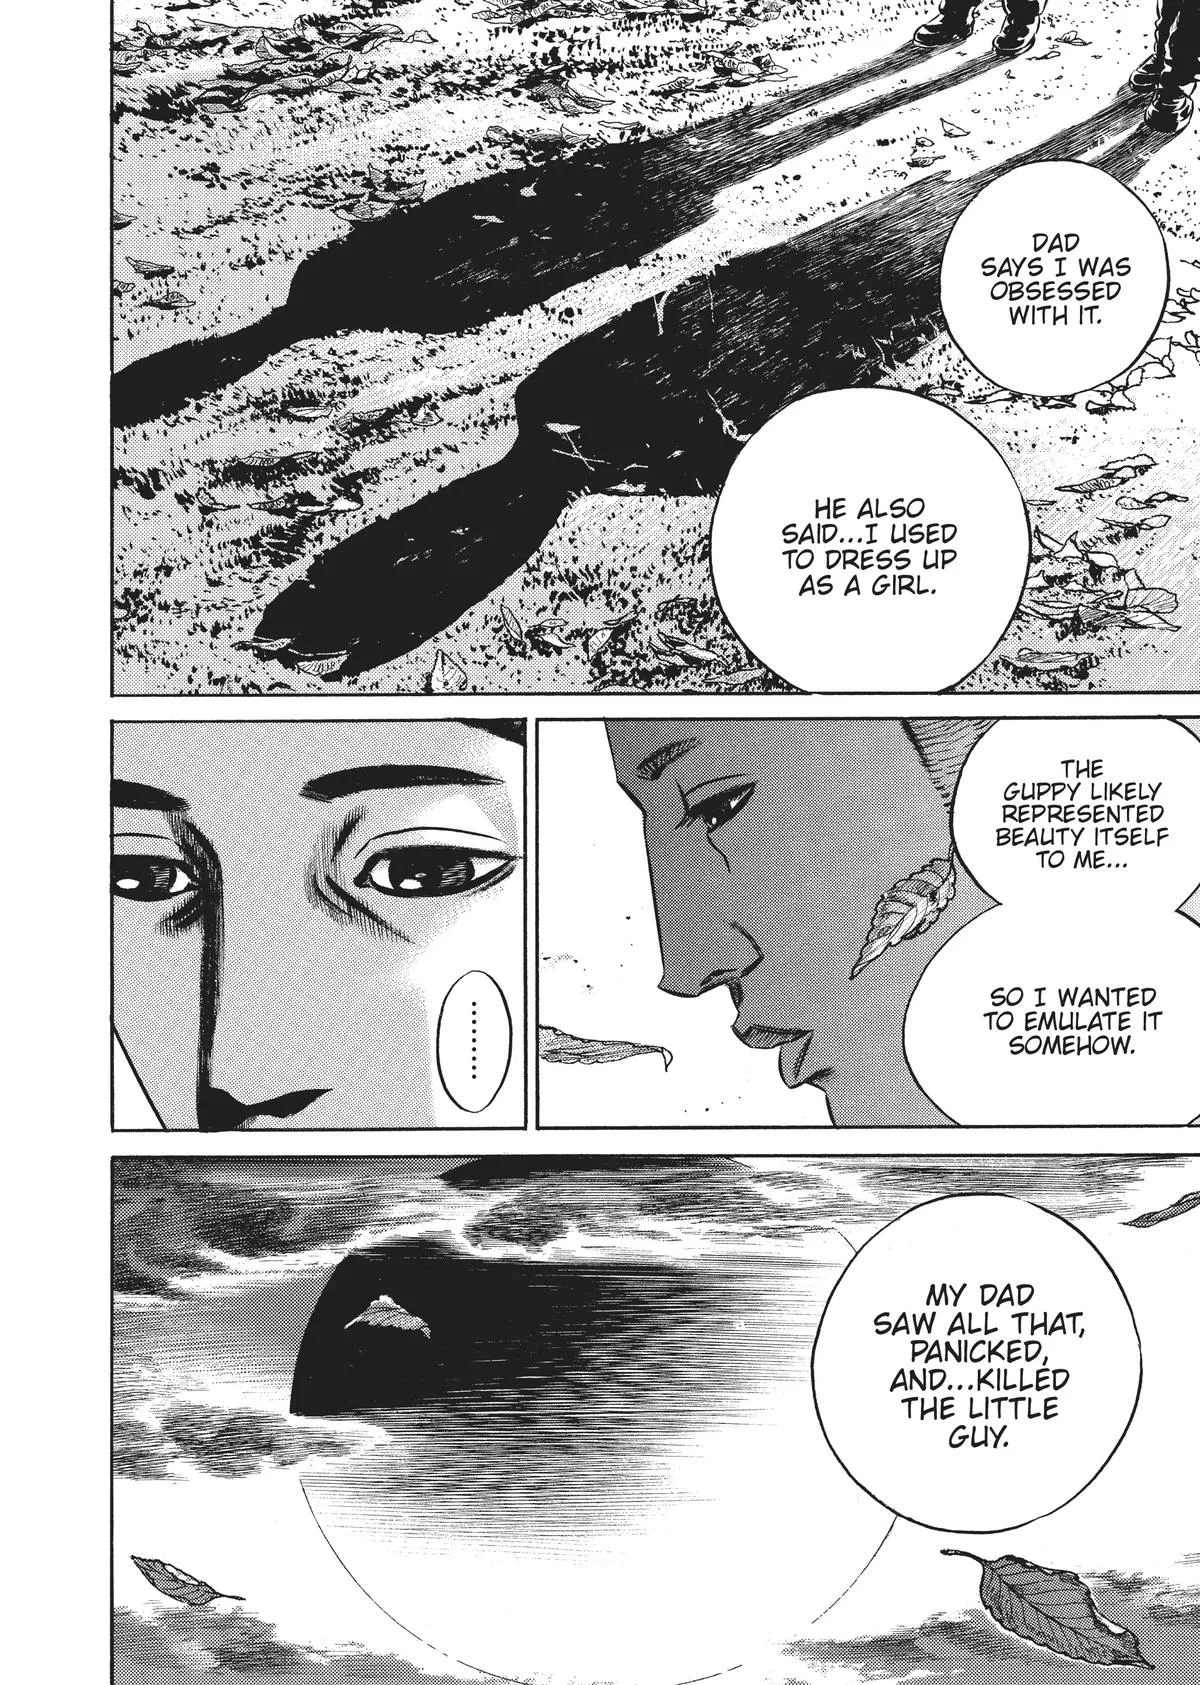 DAD
SAYS I WAS
OBSESSED
WITH IT.
HE ALSO
SAID...I USED
TO DRESS UP
AS A GIRL.
THE
GUPPY LIKELY
REPRESENTED
BEAUTY ITSELF
TO ME...
SO I WANTED
TO EMULATE IT
SOMEHOW.
.........
MY DAD
SAW ALL THAT,
PANICKED,
AND...KILLED
THE LITTLE
GUY.